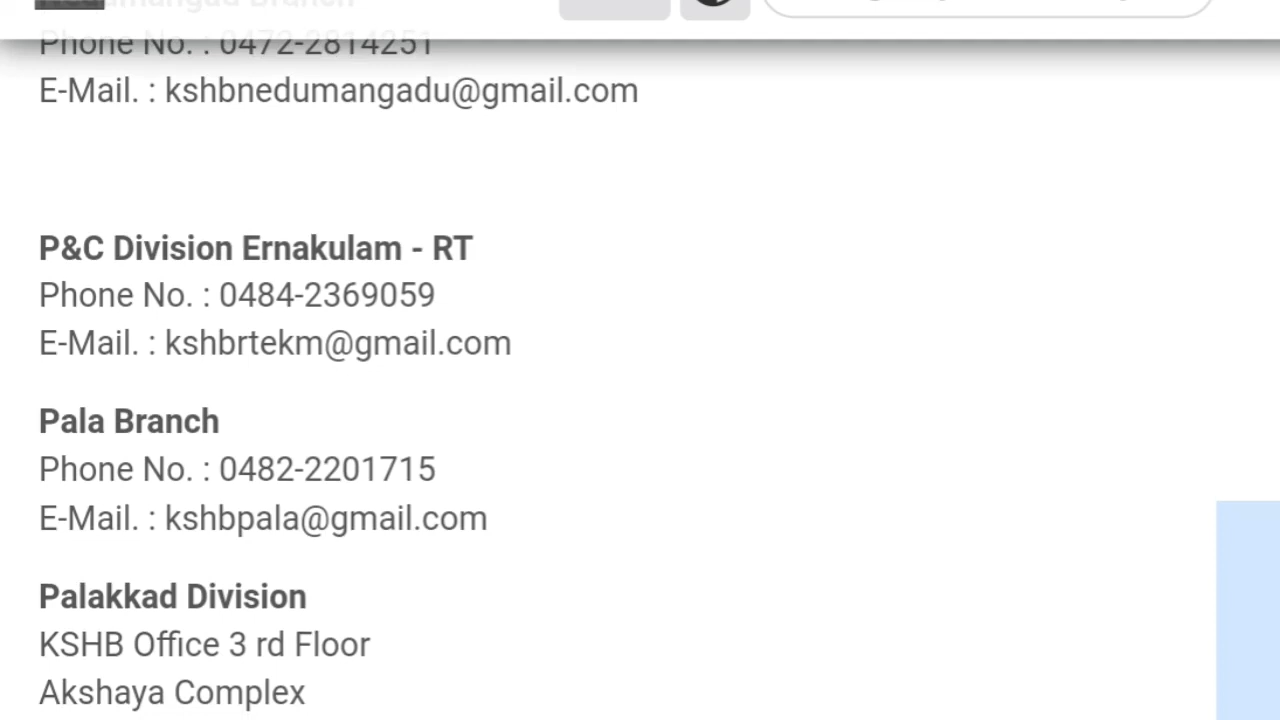 Nedumangad Branch
Phone No. : 0472-2814251
E-Mail. : kshbnedumangadu@gmail.com
P&C Division Ernakulam - RT
Phone No. : 0484-2369059
E-Mail. : kshbrtekm@gmail.com
Pala Branch
Phone No. : 0482-2201715
E-Mail. : kshbpala@gmail.com
Palakkad Division
KSHB Office 3 rd Floor
Akshaya Complex